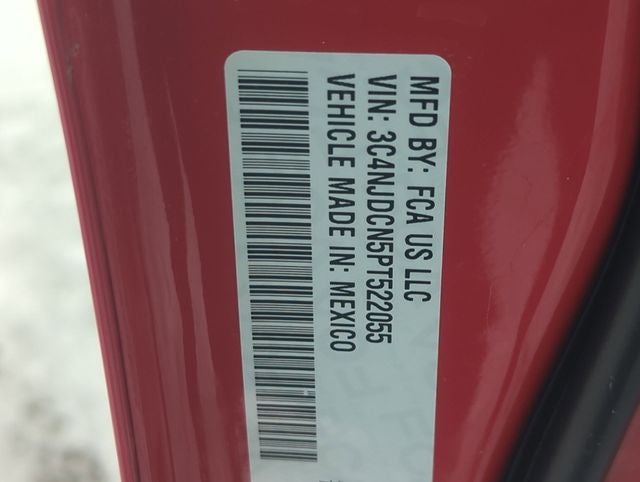 MFD BY: FCA US LLC
VIN: 3C4NJDCN5PT522055
VEHICLE MADE IN: MEXICO